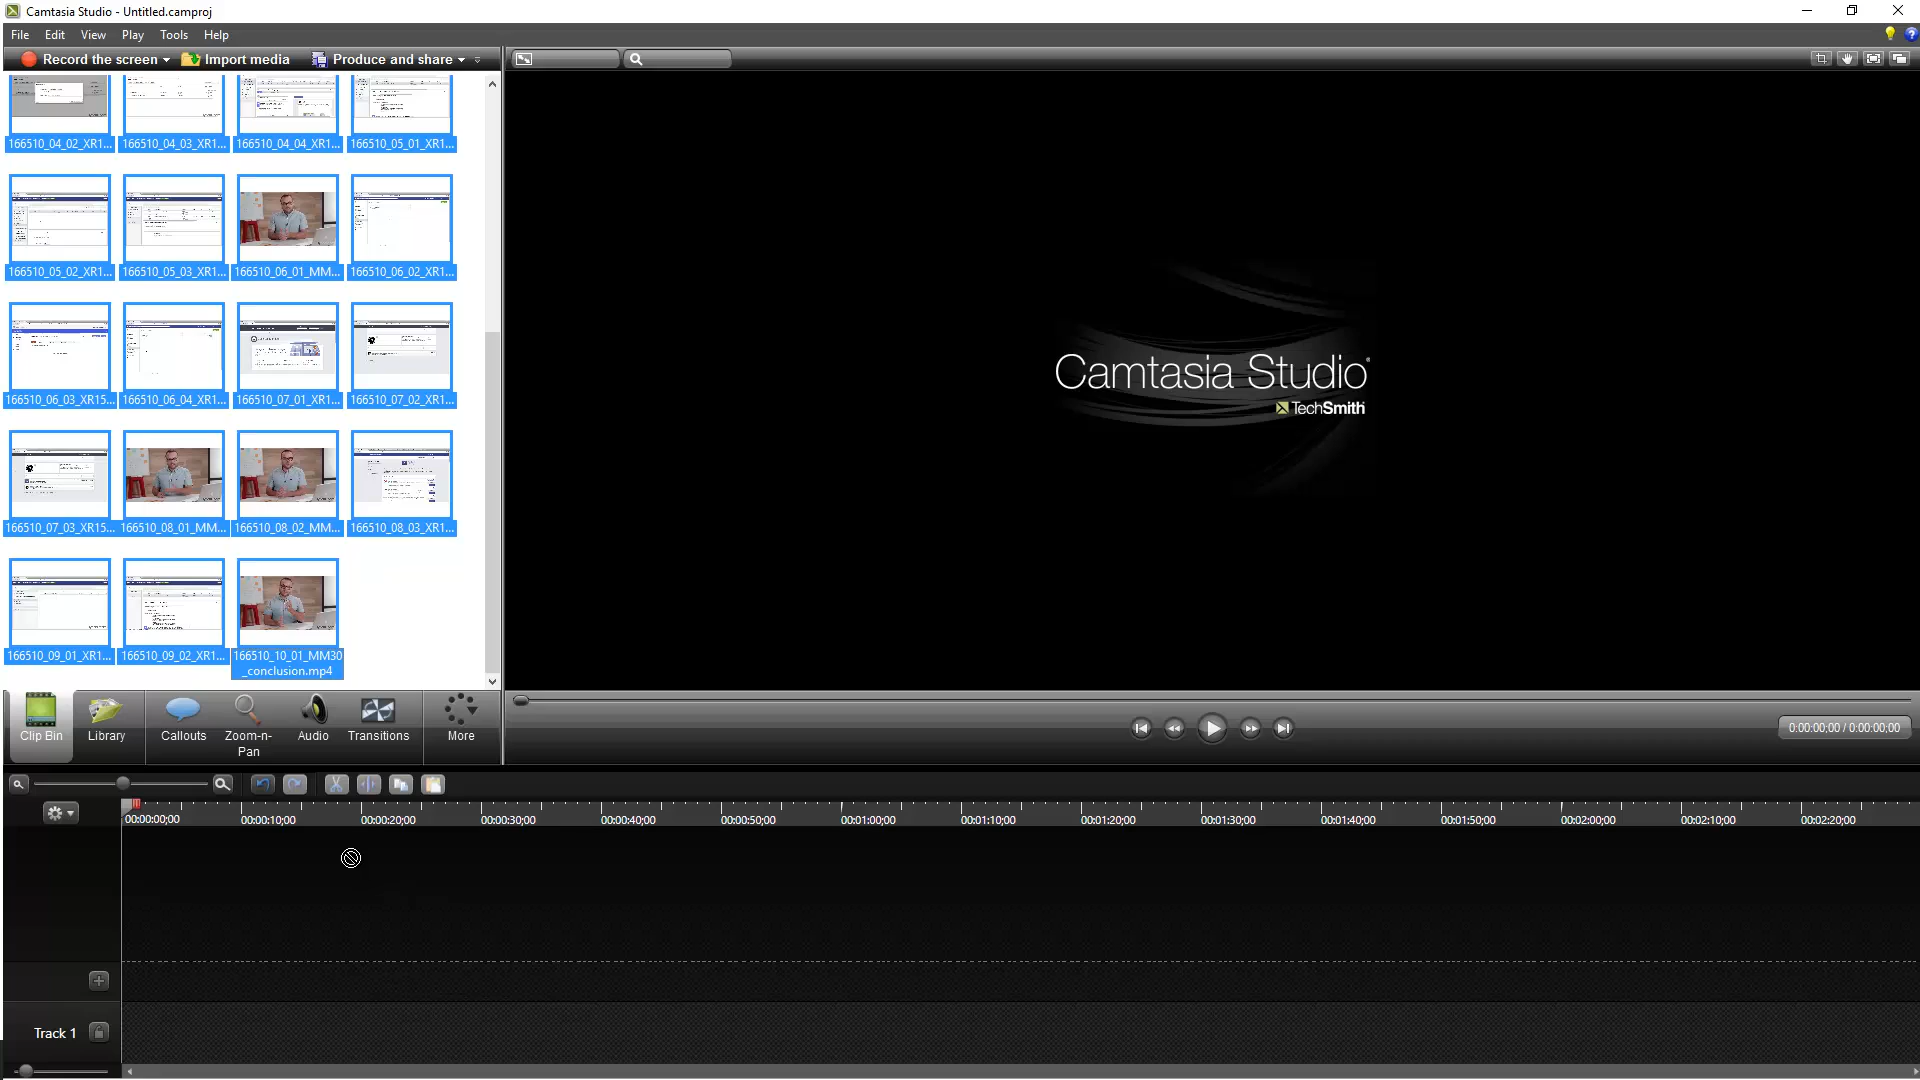 Camtasia Studio - Untitled.camproj
File Edit View Play Tools Help
Record the screen Import media Produce and share
166510_04_02_XR1... 166510_04_03_XR1... 166510_04_04_XR1... 166510_05_01_XR1...
166510_05_02_XR1... 166510_05_03_XR1... 166510_06_01_MM... 166510_06_02_XR1...
166510_06_03_XR15... 166510_06_04_XR1... 166510_07_01_XR1... 166510_07_02_XR1...
166510_07_03_XR15... 166510_08_01_MM... 166510_08_02_MM... 166510_08_03_XR1...
166510_09_01_XR1... 166510_09_02_XR1... 166510_10_01_MM30
_conclusion.mp4
Camtasia Studio®
TechSmith
Clip Bin Library Callouts Zoom-n-
Pan Audio Transitions More
0:00:00;00 / 0:00:00;00
00:00:00;00 00:00:10;00 00:00:20;00 00:00:30;00 00:00:40;00 00:00:50;00 00:01:00;00 00:01:10;00 00:01:20;00 00:01:30;00 00:01:40;00 00:01:50;00 00:02:00;00 00:02:10;00 00:02:20;00
Track 1